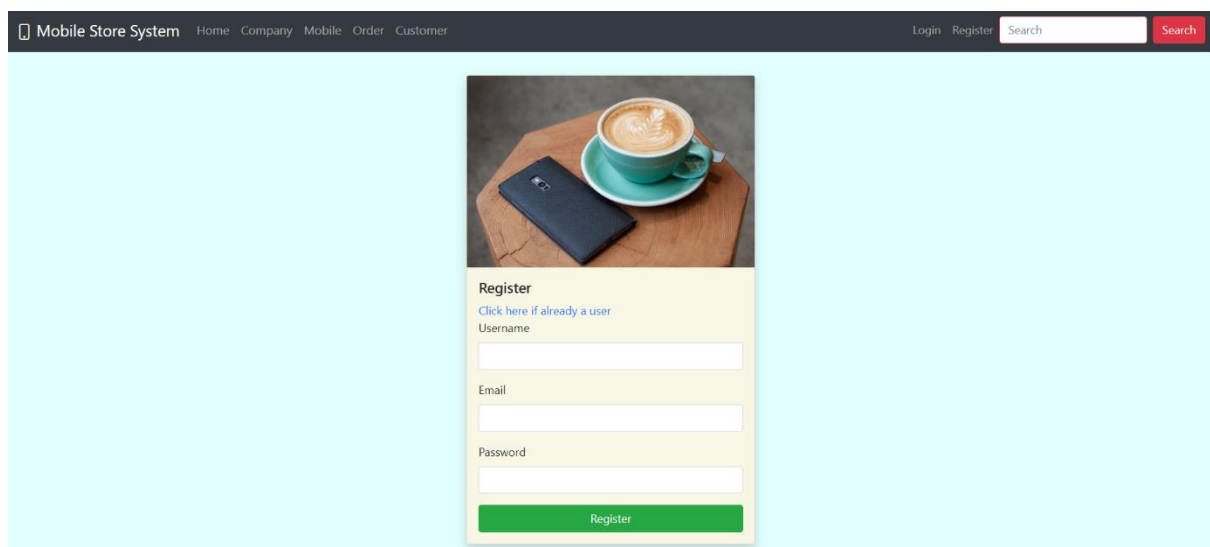 Mobile Store System Home Company Mobile Order Customer Login Register Search Search
Register
Click here if already a user
Username
Email
Password
Register